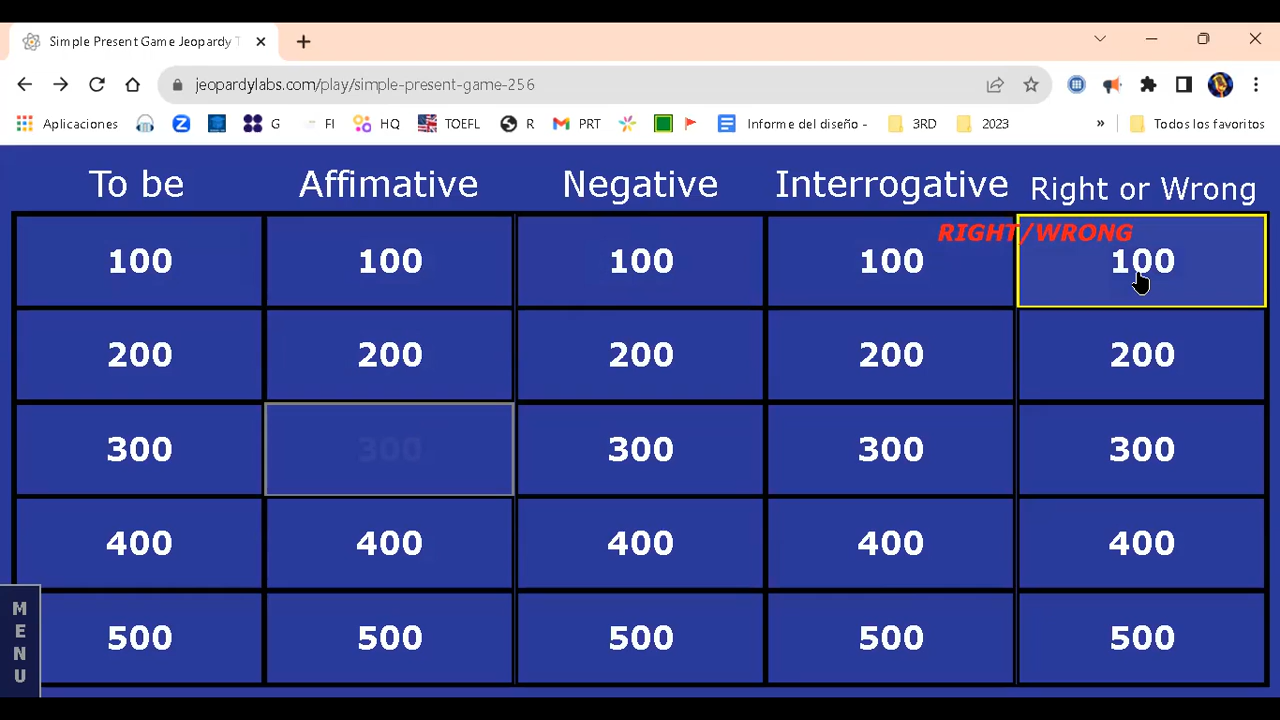 Simple Present Game Jeopardy T
jeopardylabs.com/play/simple-present-game-256
Aplicaciones G FI HQ TOEFL R PRT Informe del diseño - 3RD 2023 » Todos los favoritos
To be Affimative Negative Interrogative Right or Wrong
RIGHT/WRONG
100 100 100 100 100
200 200 200 200 200
300 300 300 300 300
400 400 400 400 400
500 500 500 500 500
MENU